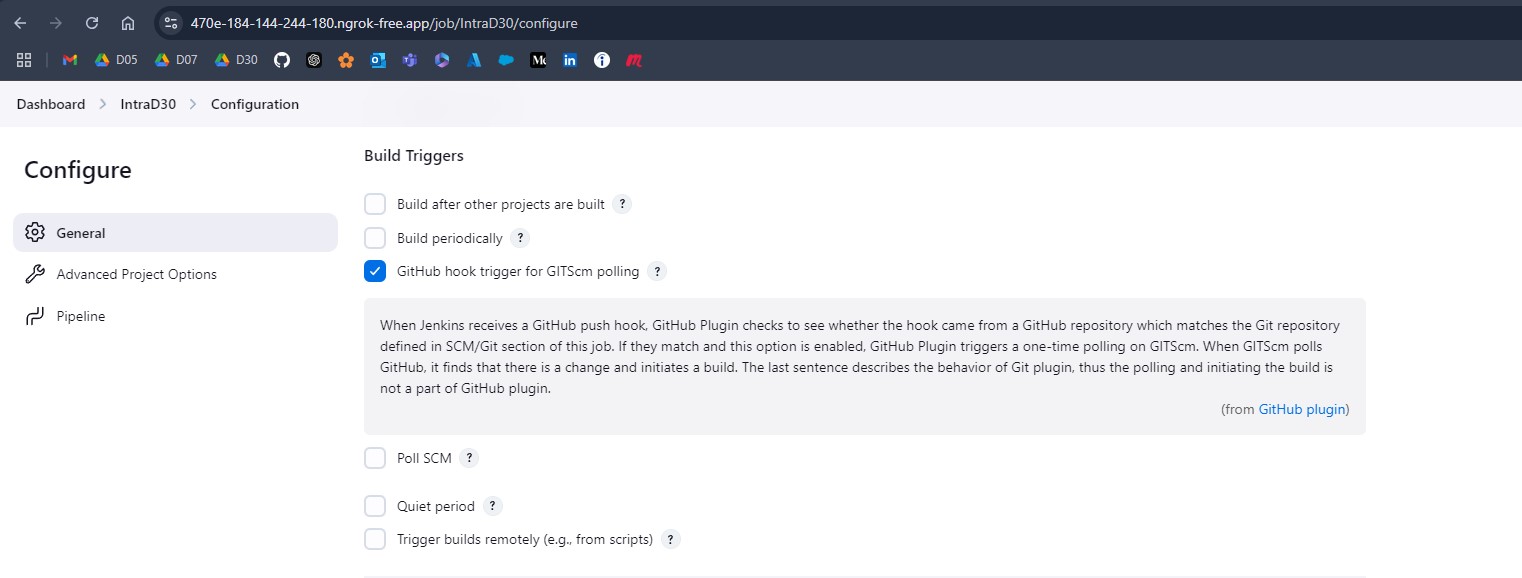 470e-184-144-244-180.ngrok-free.app/job/IntraD30/configure
D05 D07 D30
Dashboard > IntraD30 > Configuration
Configure
General
Advanced Project Options
Pipeline
Build Triggers
Build after other projects are built ?
Build periodically ?
GitHub hook trigger for GITScm polling ?
When Jenkins receives a GitHub push hook, GitHub Plugin checks to see whether the hook came from a GitHub repository which matches the Git repository
defined in SCM/Git section of this job. If they match and this option is enabled, GitHub Plugin triggers a one-time polling on GITScm. When GITScm polls
GitHub, it finds that there is a change and initiates a build. The last sentence describes the behavior of Git plugin, thus the polling and initiating the build is
not a part of GitHub plugin.
(from GitHub plugin)
Poll SCM ?
Quiet period ?
Trigger builds remotely (e.g., from scripts) ?